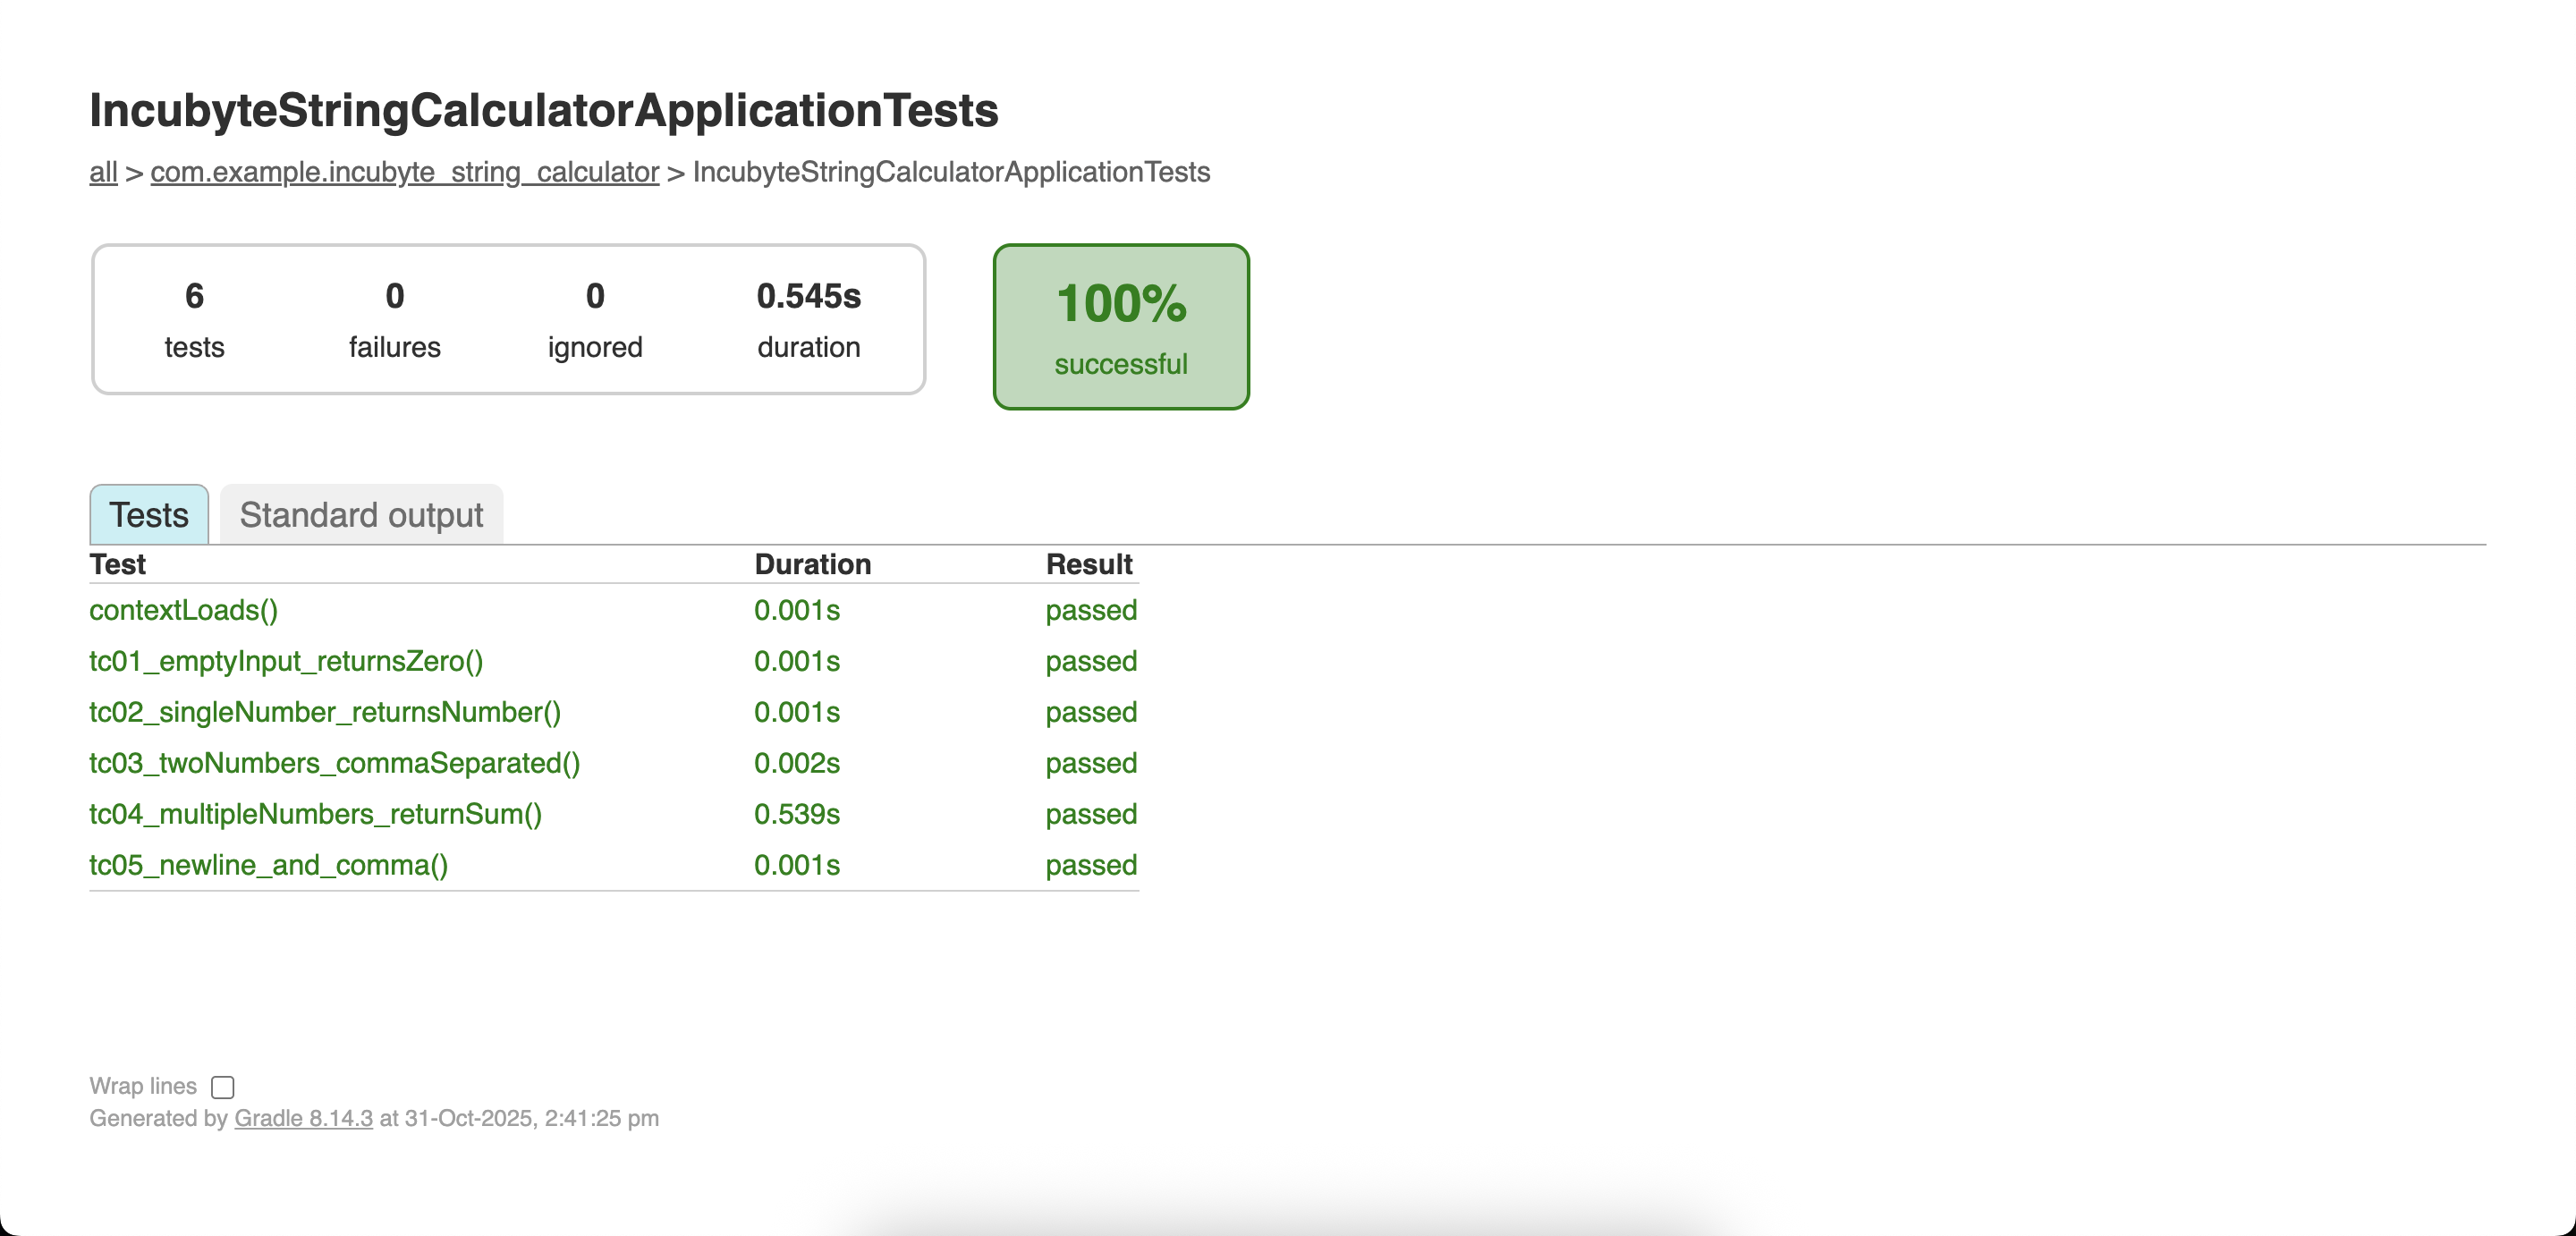 IncubyteStringCalculatorApplicationTests
all > com.example.incubyte_string_calculator > IncubyteStringCalculatorApplicationTests
6 0 0 0.545s
tests failures ignored duration
100%
successful
Tests Standard output
Test Duration Result
contextLoads() 0.001s passed
tc01_emptyInput_returnsZero() 0.001s passed
tc02_singleNumber_returnsNumber() 0.001s passed
tc03_twoNumbers_commaSeparated() 0.002s passed
tc04_multipleNumbers_returnSum() 0.539s passed
tc05_newline_and_comma() 0.001s passed
Wrap lines
Generated by Gradle 8.14.3 at 31-Oct-2025, 2:41:25 pm